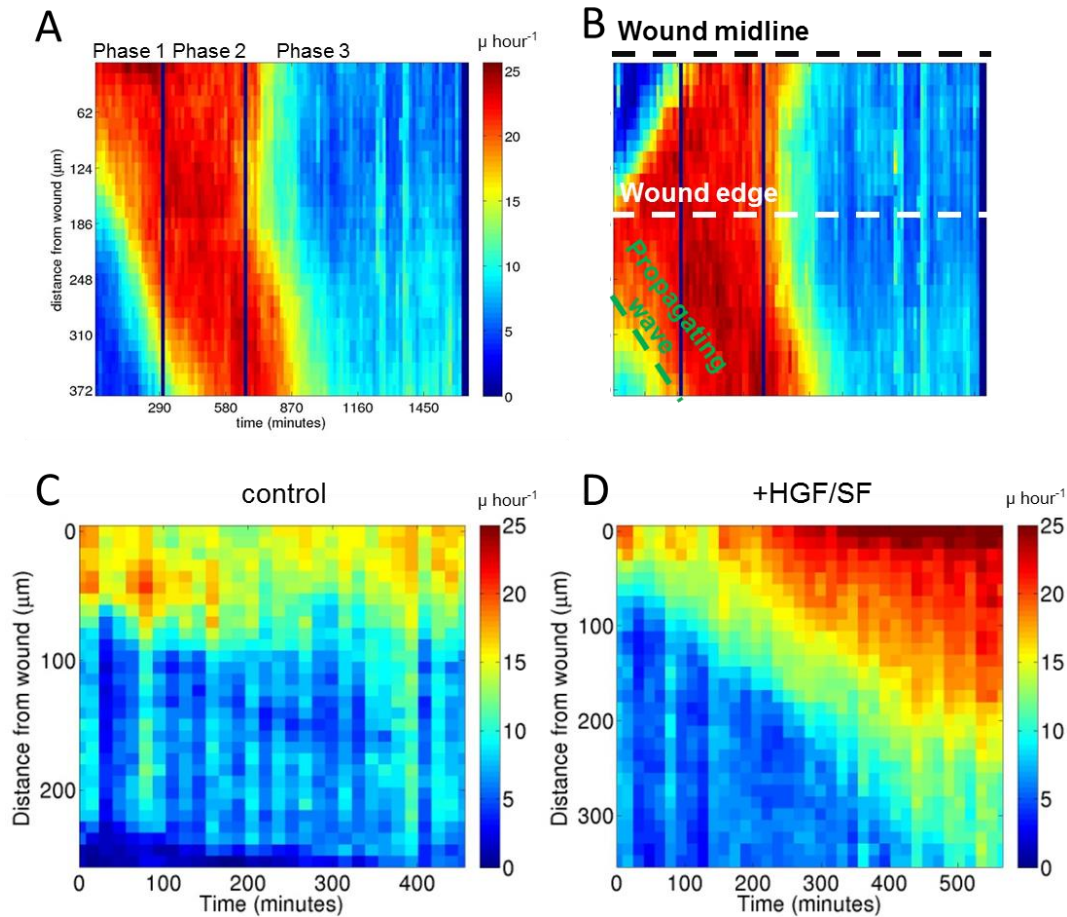 A
Phase 1 Phase 2 Phase 3
μ hour-1
25
20
15
10
5
0
62
124
186
248
310
372
distance from wound (μm)
290 580 870 1160 1450
time (minutes)
B
Wound midline
Wound edge
Propagating
wave
C
control
μ hour-1
25
20
15
10
5
0
0
100
200
Distance from wound (μm)
0 100 200 300 400
Time (minutes)
D
+HGF/SF
μ hour-1
25
20
15
10
5
0
0
100
200
300
Distance from wound (μm)
0 100 200 300 400 500
Time (minutes)